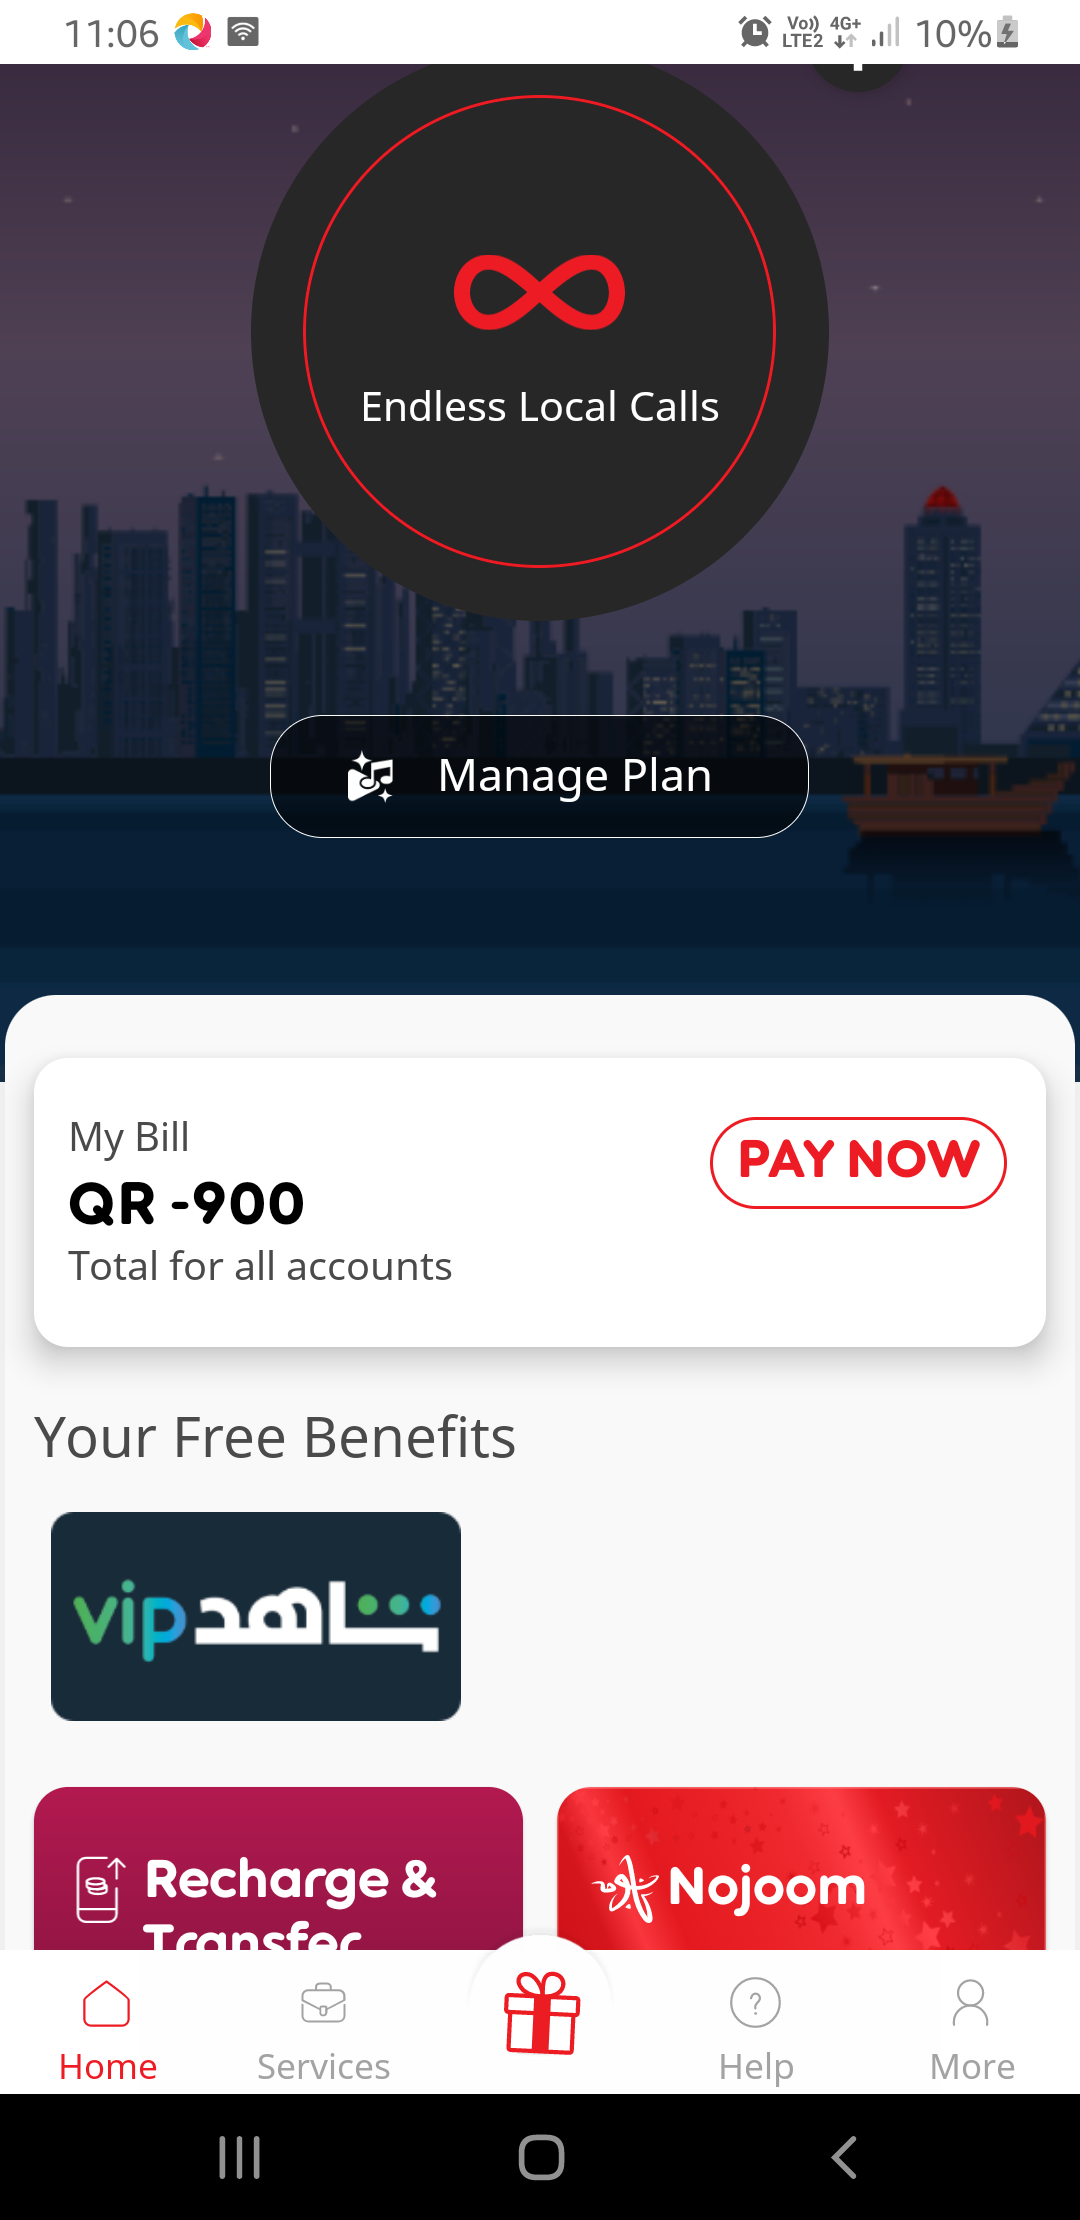 11:06
Vo)) 4G+
LTE2
10%
Endless Local Calls
Manage Plan
My Bill
PAY NOW
QR -900
Total for all accounts
Your Free Benefits
vip شاهد
Recharge &
Transfer
Nojoom
Home
Services
Help
More